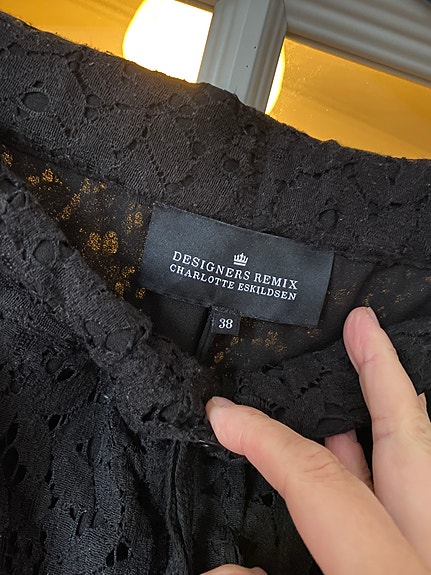 DESIGNERS REMIX
CHARLOTTE ESKILDSEN
38